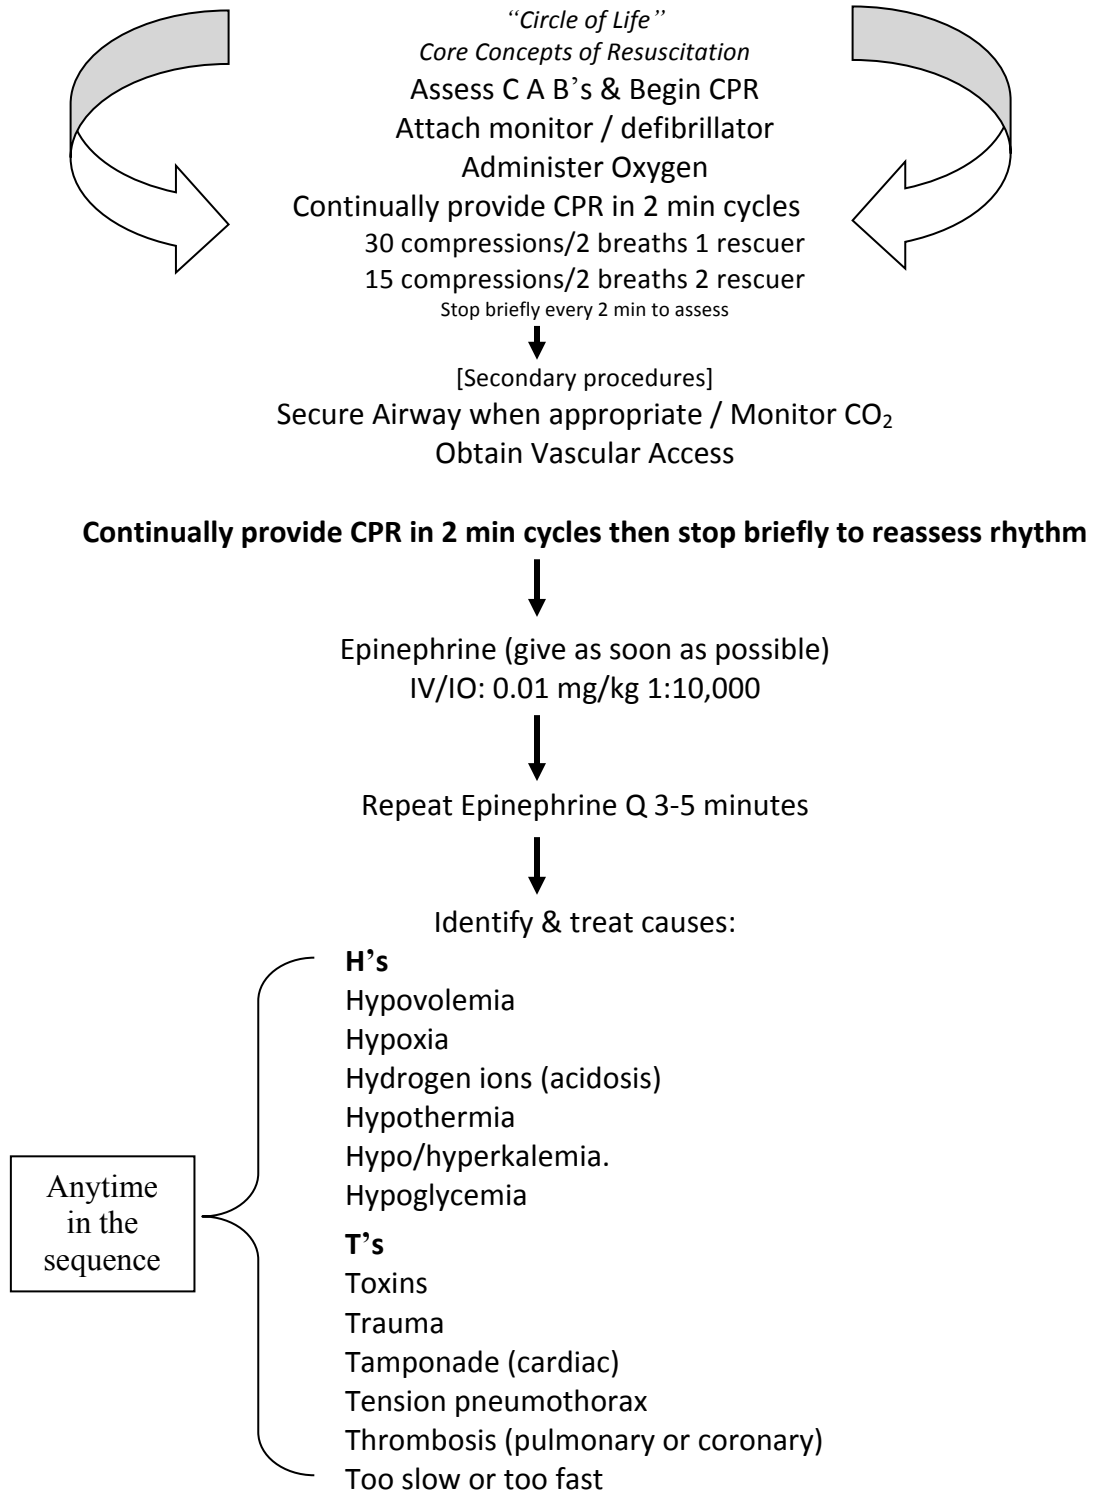 “Circle of Life”
Core Concepts of Resuscitation
Assess C A B’s & Begin CPR
Attach monitor / defibrillator
Administer Oxygen
Continually provide CPR in 2 min cycles
30 compressions/2 breaths 1 rescuer
15 compressions/2 breaths 2 rescuer
Stop briefly every 2 min to assess
[Secondary procedures]
Secure Airway when appropriate / Monitor CO₂
Obtain Vascular Access
Continually provide CPR in 2 min cycles then stop briefly to reassess rhythm
Epinephrine (give as soon as possible)
IV/IO: 0.01 mg/kg 1:10,000
Repeat Epinephrine Q 3-5 minutes
Identify & treat causes:
H’s
Hypovolemia
Hypoxia
Hydrogen ions (acidosis)
Hypothermia
Hypo/hyperkalemia.
Hypoglycemia
T’s
Toxins
Trauma
Tamponade (cardiac)
Tension pneumothorax
Thrombosis (pulmonary or coronary)
Too slow or too fast
Anytime
in the
sequence